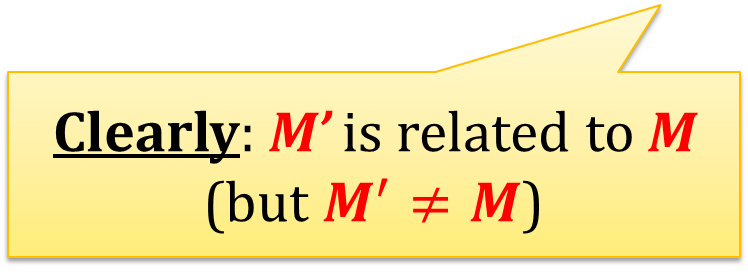 Clearly: M’ is related to M
(but M′ ≠ M)